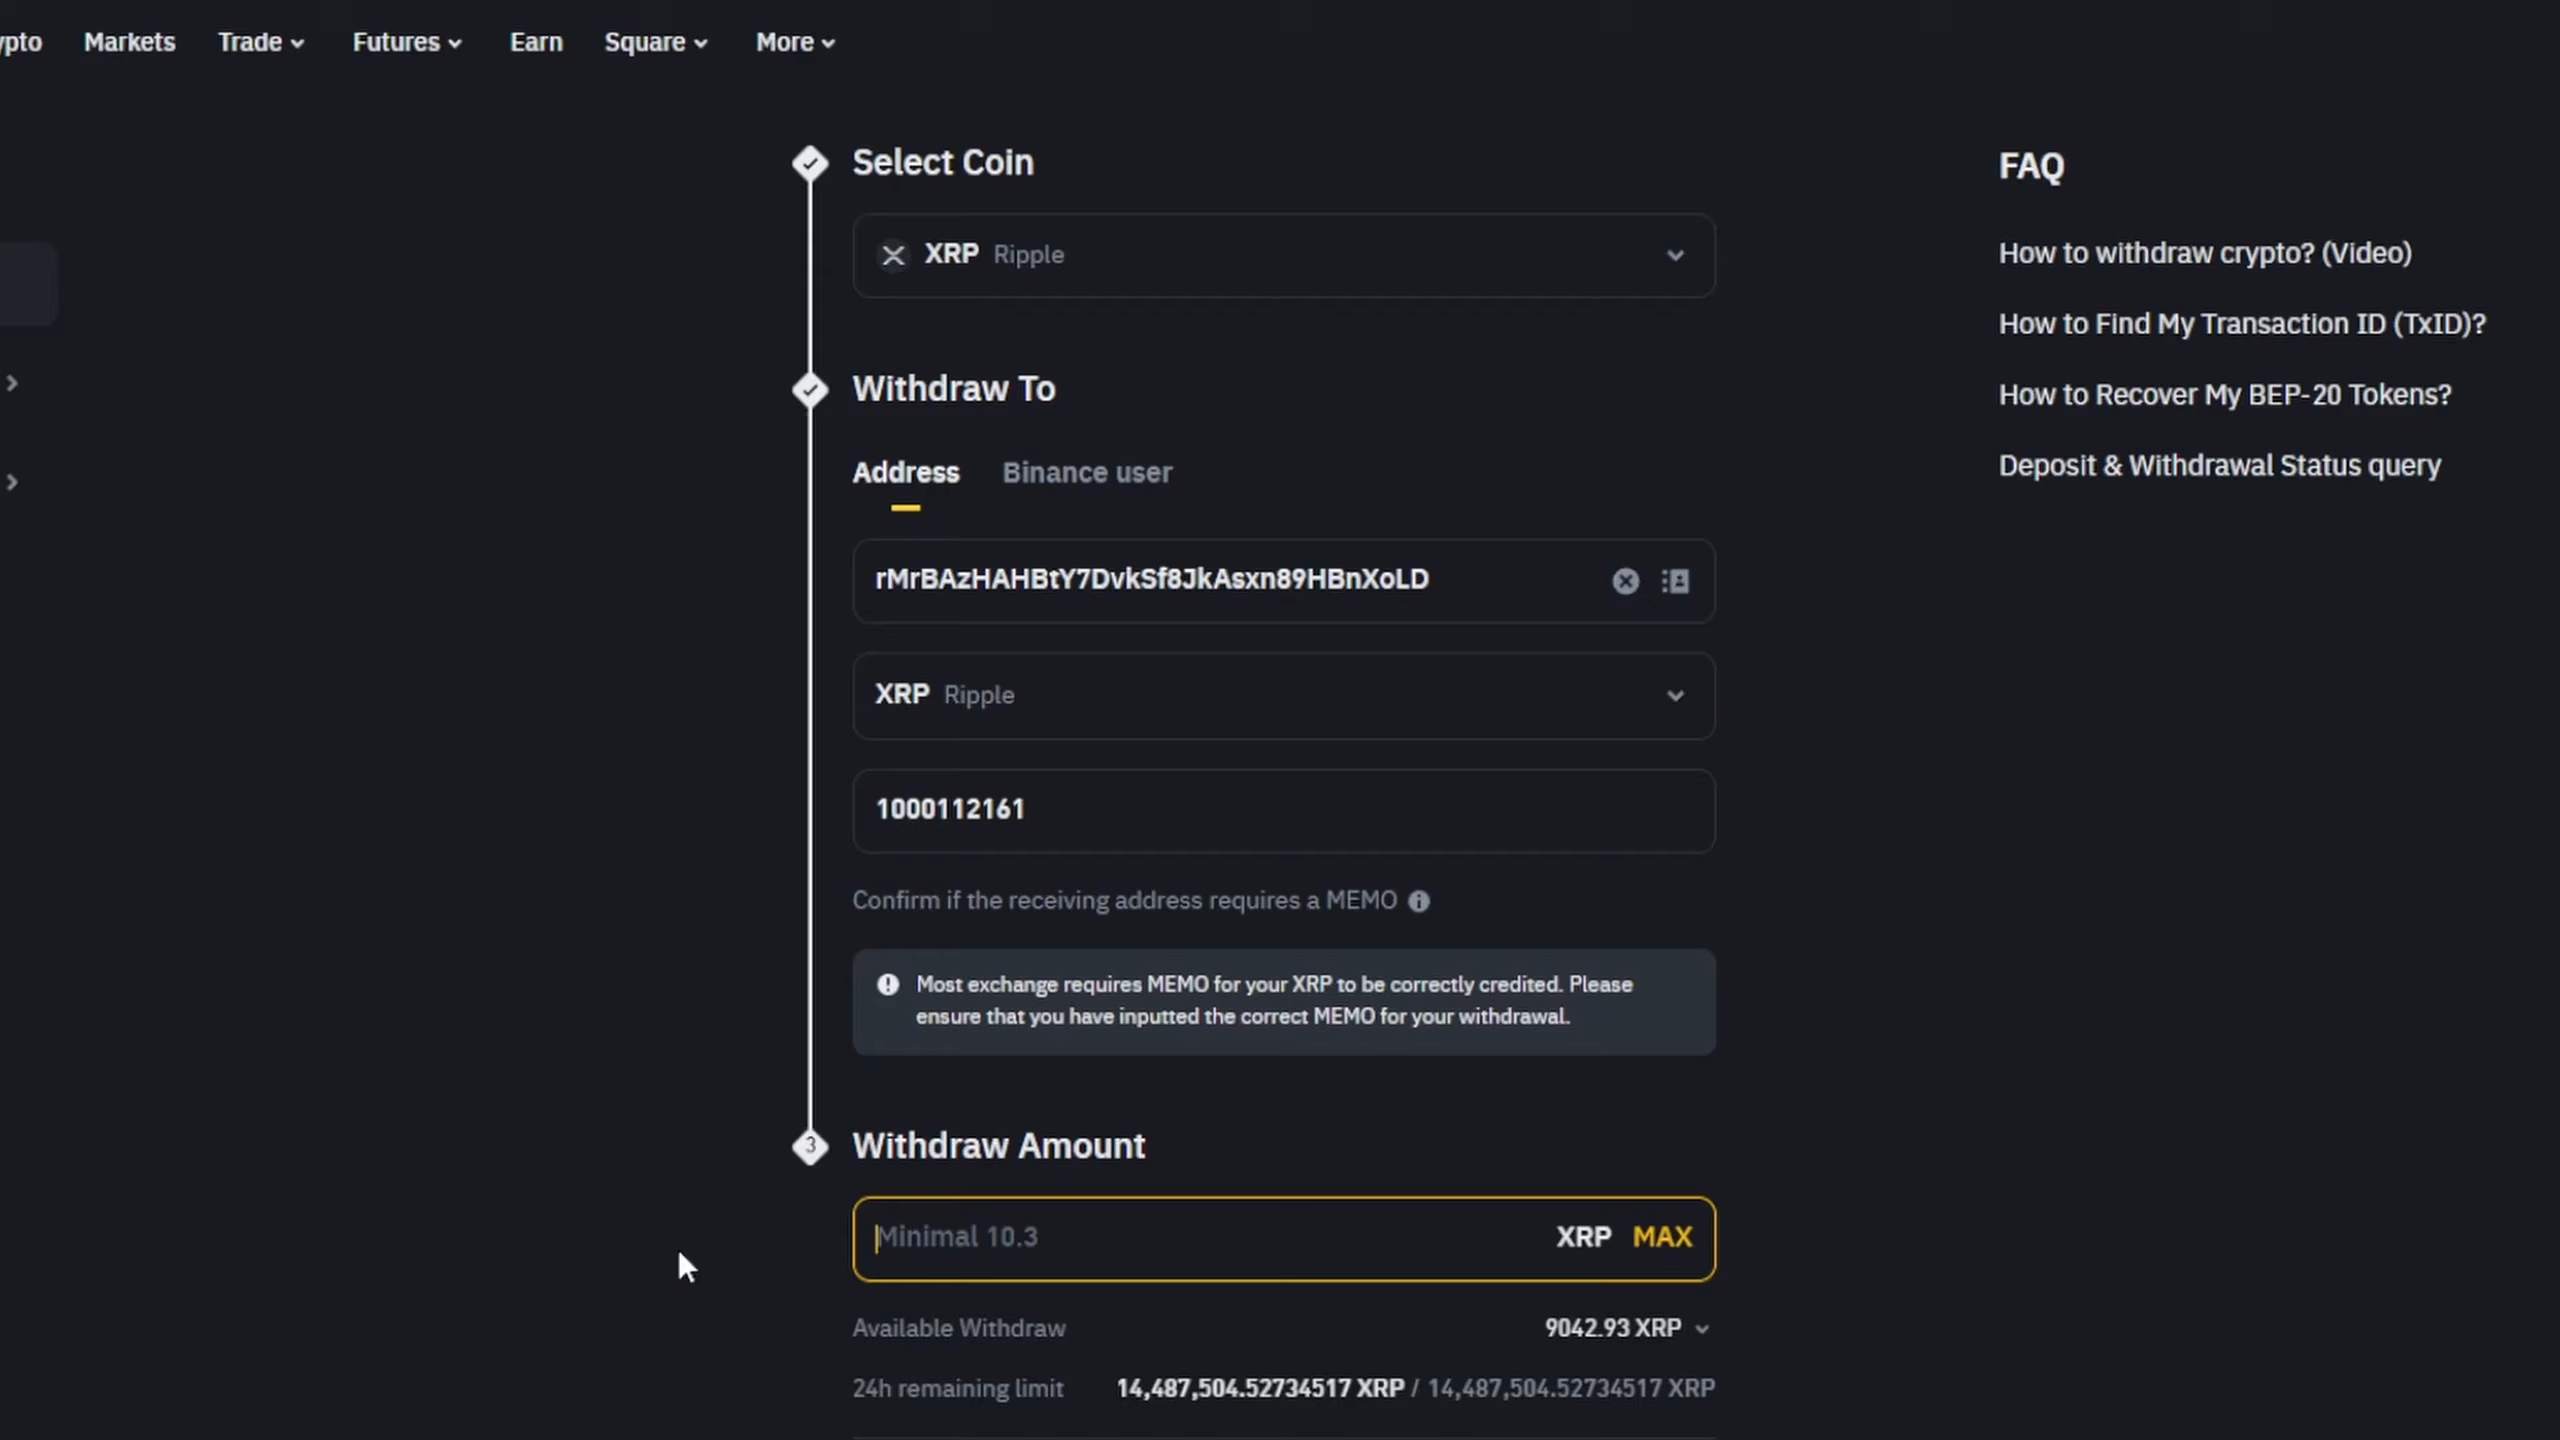 Markets Trade Futures Earn Square More
Select Coin
XRP Ripple
Withdraw To
Address Binance user
rMrBAzHAHBtY7DvkSf8JkAsxn89HBnXoLD
XRP Ripple
1000112161
Confirm if the receiving address requires a MEMO
Most exchange requires MEMO for your XRP to be correctly credited. Please
ensure that you have inputted the correct MEMO for your withdrawal.
3 Withdraw Amount
Minimal 10.3 XRP MAX
Available Withdraw 9042.93 XRP
24h remaining limit 14,487,504.52734517 XRP / 14,487,504.52734517 XRP
FAQ
How to withdraw crypto? (Video)
How to Find My Transaction ID (TxID)?
How to Recover My BEP-20 Tokens?
Deposit & Withdrawal Status query